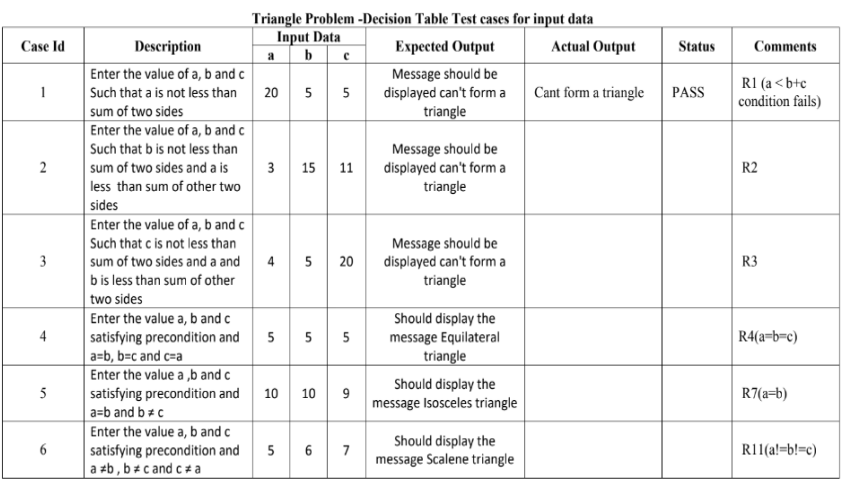 Triangle Problem -Decision Table Test cases for input data
Case Id Description Input Data Expected Output Actual Output Status Comments
a b c
1
Enter the value of a, b and c
Such that a is not less than
sum of two sides
20 5 5
Message should be
displayed can't form a
triangle
Cant form a triangle
PASS
R1 (a < b+c
condition fails)
2
Enter the value of a, b and c
Such that b is not less than
sum of two sides and a is
less than sum of other two
sides
3 15 11
Message should be
displayed can't form a
triangle
R2
3
Enter the value of a, b and c
Such that c is not less than
sum of two sides and a and
b is less than sum of other
two sides
4 5 20
Message should be
displayed can't form a
triangle
R3
4
Enter the value a, b and c
satisfying precondition and
a=b, b=c and c=a
5 5 5
Should display the
message Equilateral
triangle
R4(a=b=c)
5
Enter the value a ,b and c
satisfying precondition and
a=b and b ≠ c
10 10 9
Should display the
message Isosceles triangle
R7(a=b)
6
Enter the value a, b and c
satisfying precondition and
a ≠b , b ≠ c and c ≠ a
5 6 7
Should display the
message Scalene triangle
R11(a!=b!=c)